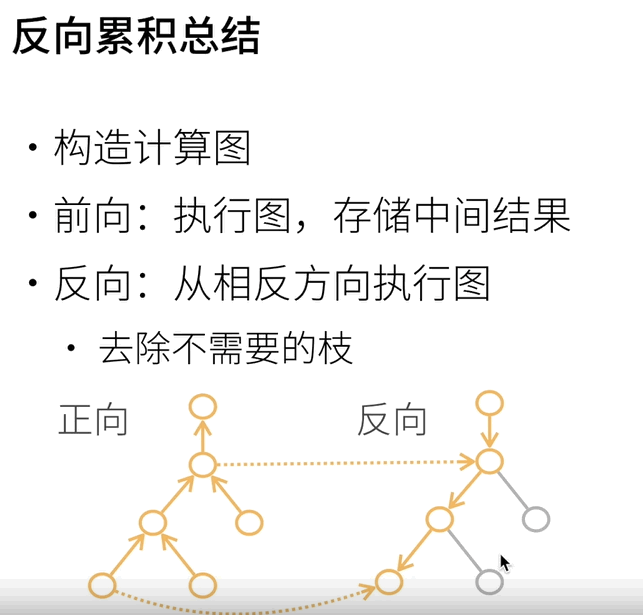 反向累积总结
• 构造计算图
• 前向：执行图，存储中间结果
• 反向：从相反方向执行图
• 去除不需要的枝
正向
反向